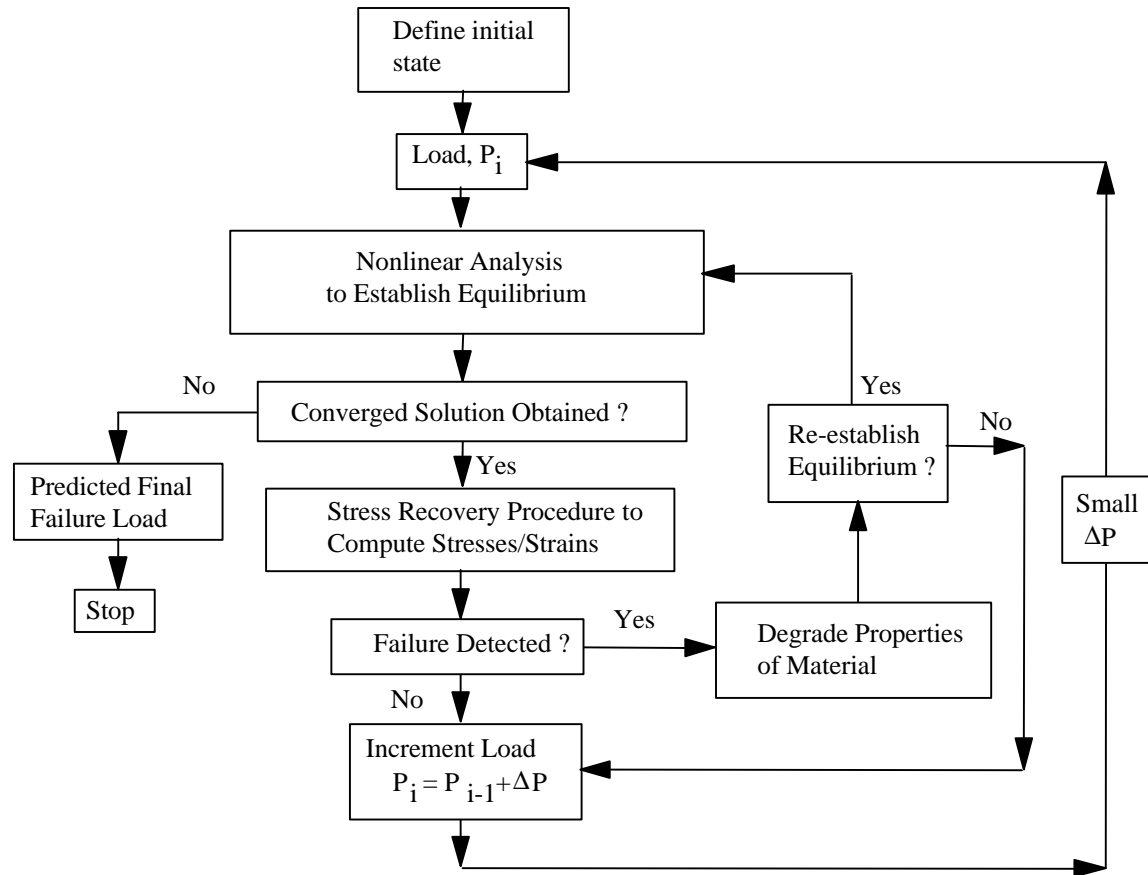 Define initial
state
Load, Pi
Nonlinear Analysis
to Establish Equilibrium
No
Converged Solution Obtained ?
Yes
Predicted Final
Failure Load
Stop
Stress Recovery Procedure to
Compute Stresses/Strains
Failure Detected ?
Yes
No
Degrade Properties
of Material
Yes
Re-establish
Equilibrium ?
No
Small
ΔP
Increment Load
Pi = P i-1+ΔP